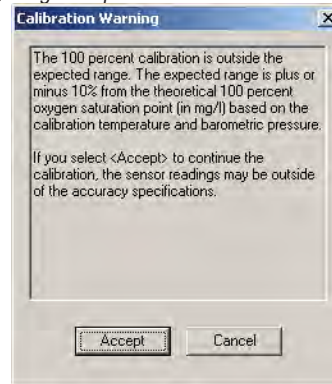 Calibration Warning
The 100 percent calibration is outside the
expected range. The expected range is plus or
minus 10% from the theoretical 100 percent
oxygen saturation point (in mg/l) based on the
calibration temperature and barometric pressure.
If you select <Accept> to continue the
calibration, the sensor readings may be outside
of the accuracy specifications.
Accept Cancel